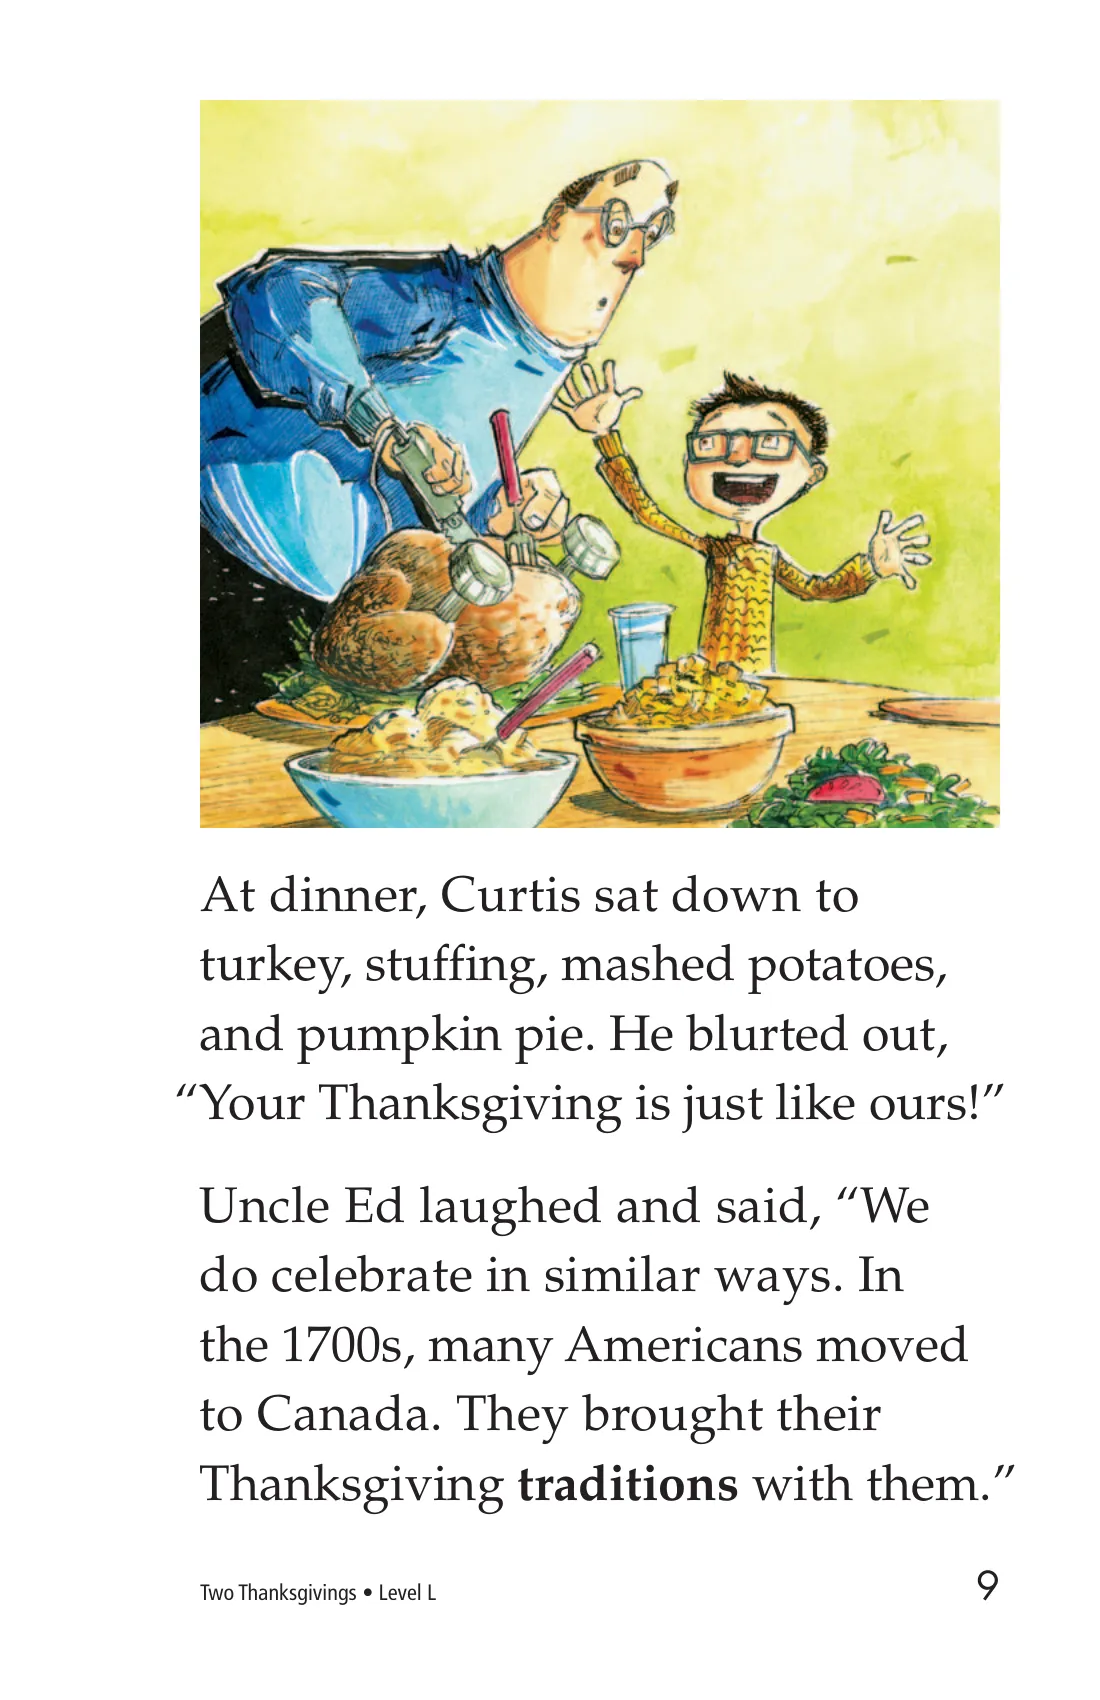 At dinner, Curtis sat down to
turkey, stuffing, mashed potatoes,
and pumpkin pie. He blurted out,
“Your Thanksgiving is just like ours!”
Uncle Ed laughed and said, “We
do celebrate in similar ways. In
the 1700s, many Americans moved
to Canada. They brought their
Thanksgiving traditions with them.”
Two Thanksgivings • Level L 9